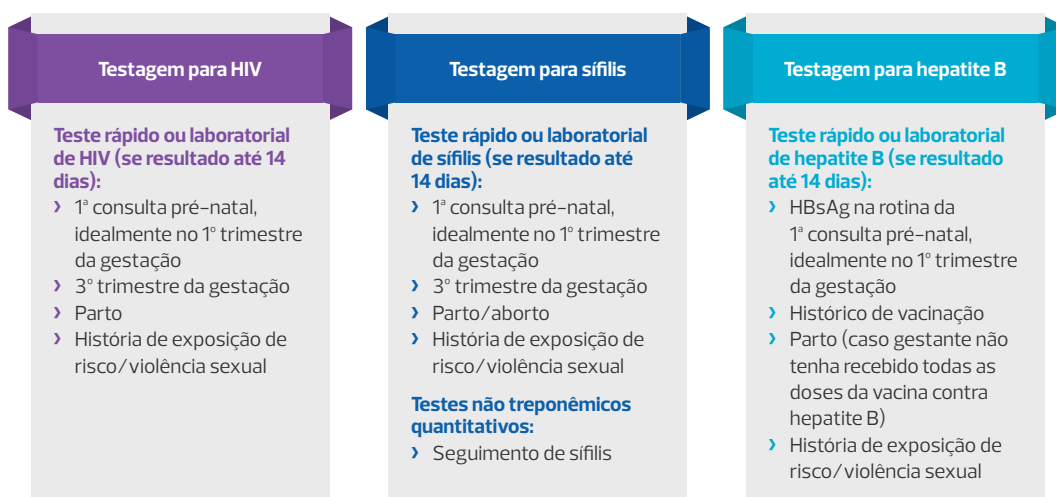 Testagem para HIV
Teste rápido ou laboratorial
de HIV (se resultado até 14
dias):
› 1ª consulta pré-natal,
idealmente no 1º trimestre
da gestação
› 3º trimestre da gestação
› Parto
› História de exposição de
risco/violência sexual
Testagem para sífilis
Teste rápido ou laboratorial
de sífilis (se resultado até
14 dias):
› 1ª consulta pré-natal,
idealmente no 1º trimestre
da gestação
› 3º trimestre da gestação
› Parto/aborto
› História de exposição de
risco/violência sexual
Testes não treponêmicos
quantitativos:
› Seguimento de sífilis
Testagem para hepatite B
Teste rápido ou laboratorial
de hepatite B (se resultado
até 14 dias):
› HBsAg na rotina da
1ª consulta pré-natal,
idealmente no 1º trimestre
da gestação
› Histórico de vacinação
› Parto (caso gestante não
tenha recebido todas as
doses da vacina contra
hepatite B)
› História de exposição de
risco/violência sexual